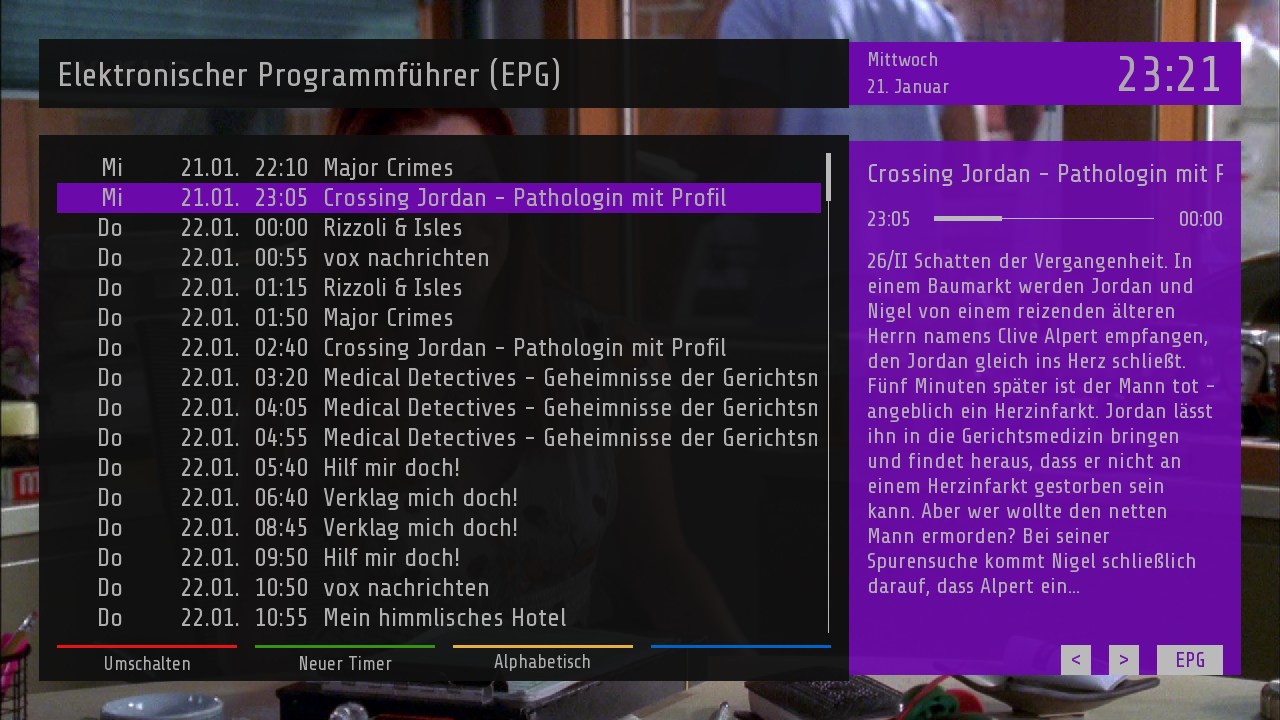 Elektronischer Programmführer (EPG)
Mittwoch
21. Januar
23:21
Mi 21.01. 22:10 Major Crimes
Mi 21.01. 23:05 Crossing Jordan - Pathologin mit Profil
Do 22.01. 00:00 Rizzoli & Isles
Do 22.01. 00:55 vox nachrichten
Do 22.01. 01:15 Rizzoli & Isles
Do 22.01. 01:50 Major Crimes
Do 22.01. 02:40 Crossing Jordan - Pathologin mit Profil
Do 22.01. 03:20 Medical Detectives - Geheimnisse der Gerichtsn
Do 22.01. 04:05 Medical Detectives - Geheimnisse der Gerichtsn
Do 22.01. 04:55 Medical Detectives - Geheimnisse der Gerichtsn
Do 22.01. 05:40 Hilf mir doch!
Do 22.01. 06:40 Verklag mich doch!
Do 22.01. 08:45 Verklag mich doch!
Do 22.01. 09:50 Hilf mir doch!
Do 22.01. 10:50 vox nachrichten
Do 22.01. 10:55 Mein himmlisches Hotel
Umschalten
Neuer Timer
Alphabetisch
Crossing Jordan - Pathologin mit P
23:05 00:00
26/II Schatten der Vergangenheit. In
einem Baumarkt werden Jordan und
Nigel von einem reizenden älteren
Herrn namens Clive Alpert empfangen,
den Jordan gleich ins Herz schließt.
Fünf Minuten später ist der Mann tot -
angeblich ein Herzinfarkt. Jordan lässt
ihn in die Gerichtsmedizin bringen
und findet heraus, dass er nicht an
einem Herzinfarkt gestorben sein
kann. Aber wer wollte den netten
Mann ermorden? Bei seiner
Spurensuche kommt Nigel schließlich
darauf, dass Alpert ein...
< > EPG